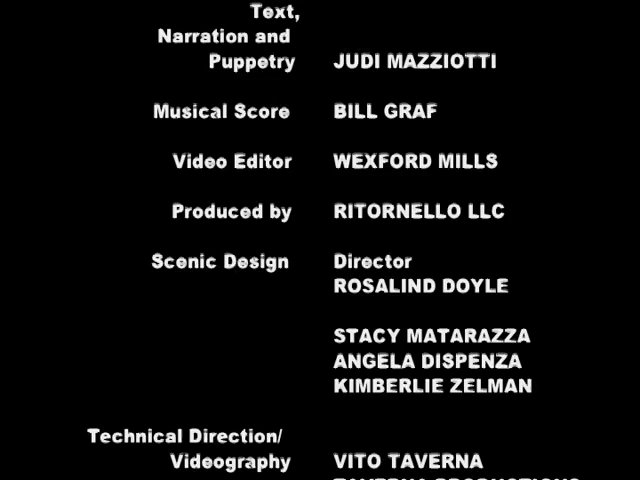 Text,
Narration and
Puppetry JUDI MAZZIOTTI
Musical Score BILL GRAF
Video Editor WEXFORD MILLS
Produced by RITORNELLO LLC
Scenic Design Director
ROSALIND DOYLE
STACY MATARAZZA
ANGELA DISPENZA
KIMBERLIE ZELMAN
Technical Direction/
Videography VITO TAVERNA